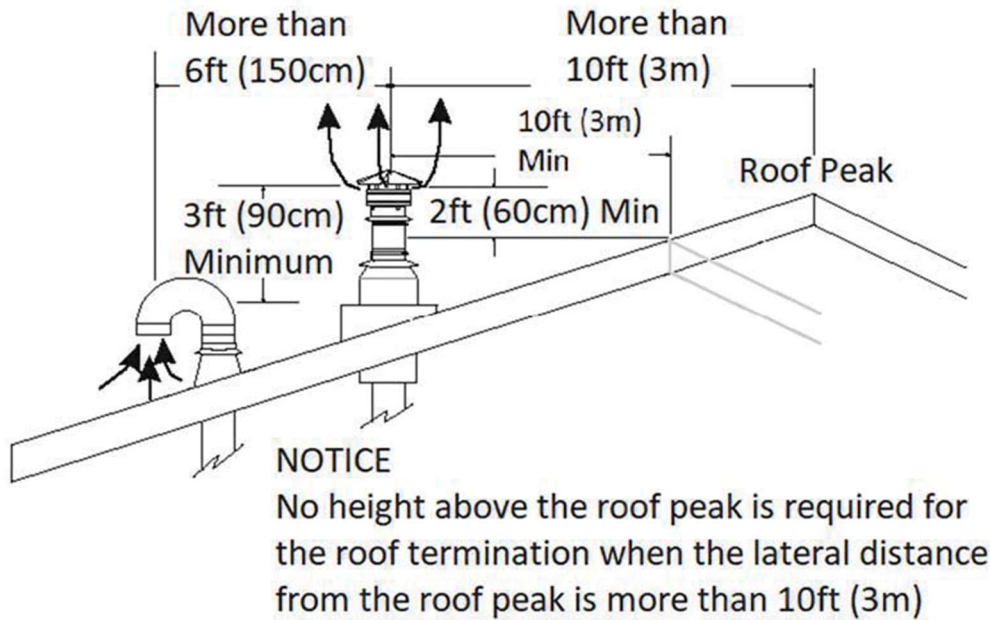 More than
6ft (150cm)
More than
10ft (3m)
10ft (3m)
Min
Roof Peak
3ft (90cm)
Minimum
2ft (60cm) Min
NOTICE
No height above the roof peak is required for
the roof termination when the lateral distance
from the roof peak is more than 10ft (3m)